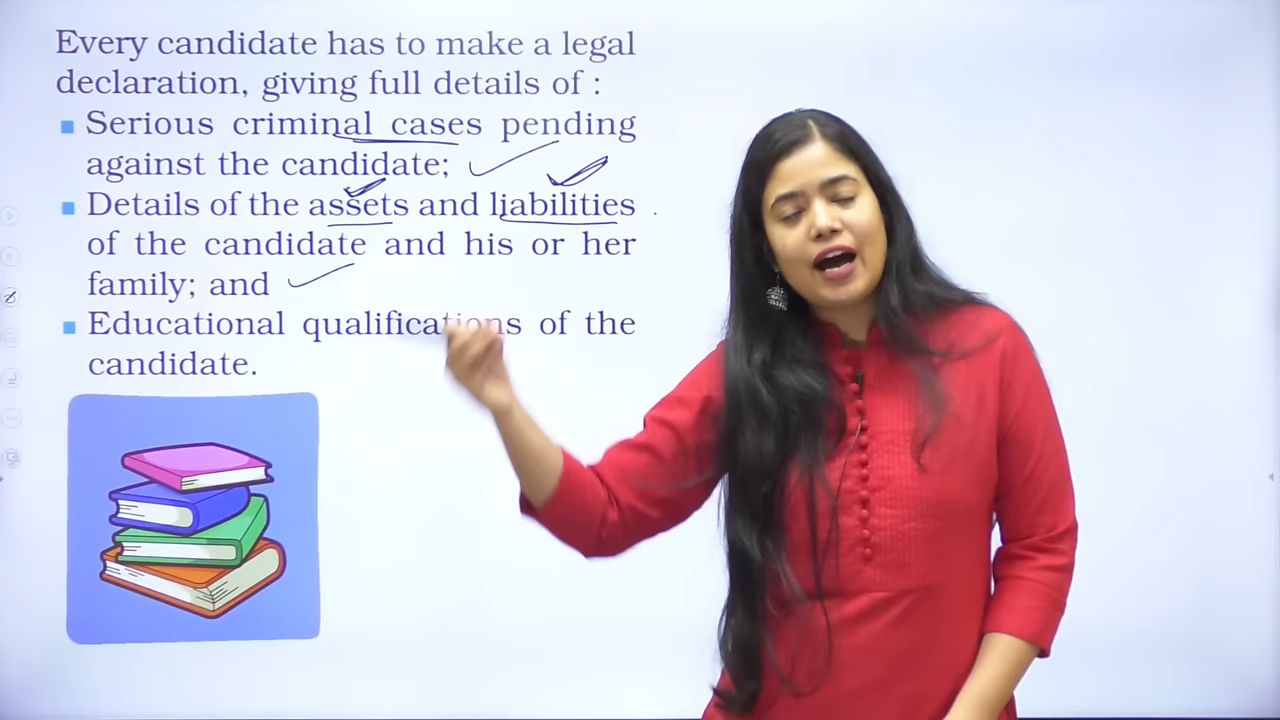 Every candidate has to make a legal
declaration, giving full details of :
Serious criminal cases pending
against the candidate;
Details of the assets and liabilities
of the candidate and his or her
family; and
Educational qualifications of the
candidate.